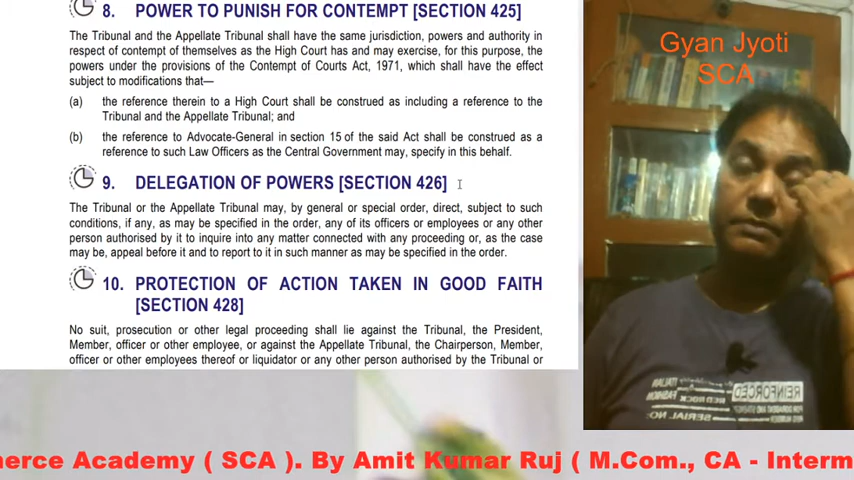 8. POWER TO PUNISH FOR CONTEMPT [SECTION 425]
The Tribunal and the Appellate Tribunal shall have the same jurisdiction, powers and authority in
respect of contempt of themselves as the High Court has and may exercise, for this purpose, the
powers under the provisions of the Contempt of Courts Act, 1971, which shall have the effect
subject to modifications that—
(a) the reference therein to a High Court shall be construed as including a reference to the
Tribunal and the Appellate Tribunal; and
(b) the reference to Advocate-General in section 15 of the said Act shall be construed as a
reference to such Law Officers as the Central Government may, specify in this behalf.
9. DELEGATION OF POWERS [SECTION 426]
The Tribunal or the Appellate Tribunal may, by general or special order, direct, subject to such
conditions, if any, as may be specified in the order, any of its officers or employees or any other
person authorised by it to inquire into any matter connected with any proceeding or, as the case
may be, appeal before it and to report to it in such manner as may be specified in the order.
10. PROTECTION OF ACTION TAKEN IN GOOD FAITH
[SECTION 428]
No suit, prosecution or other legal proceeding shall lie against the Tribunal, the President,
Member, officer or other employee, or against the Appellate Tribunal, the Chairperson, Member,
officer or other employees thereof or liquidator or any other person authorised by the Tribunal or
Gyan Jyoti
SCA
ITALIAN
FASHION
REDROCK
SERIAL NO:
REINFORCED
merce Academy ( SCA ). By Amit Kumar Ruj ( M.Com., CA - Interm